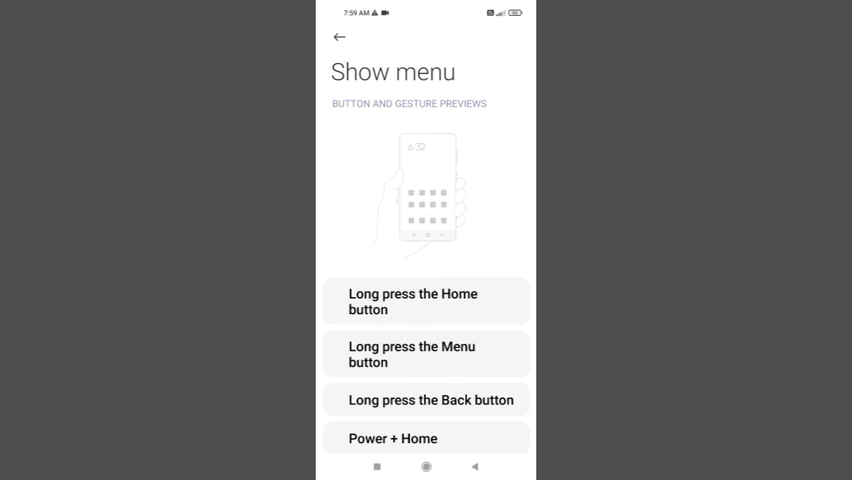 7:59 AM
Show menu
BUTTON AND GESTURE PREVIEWS
6:32
Long press the Home
button
Long press the Menu
button
Long press the Back button
Power + Home